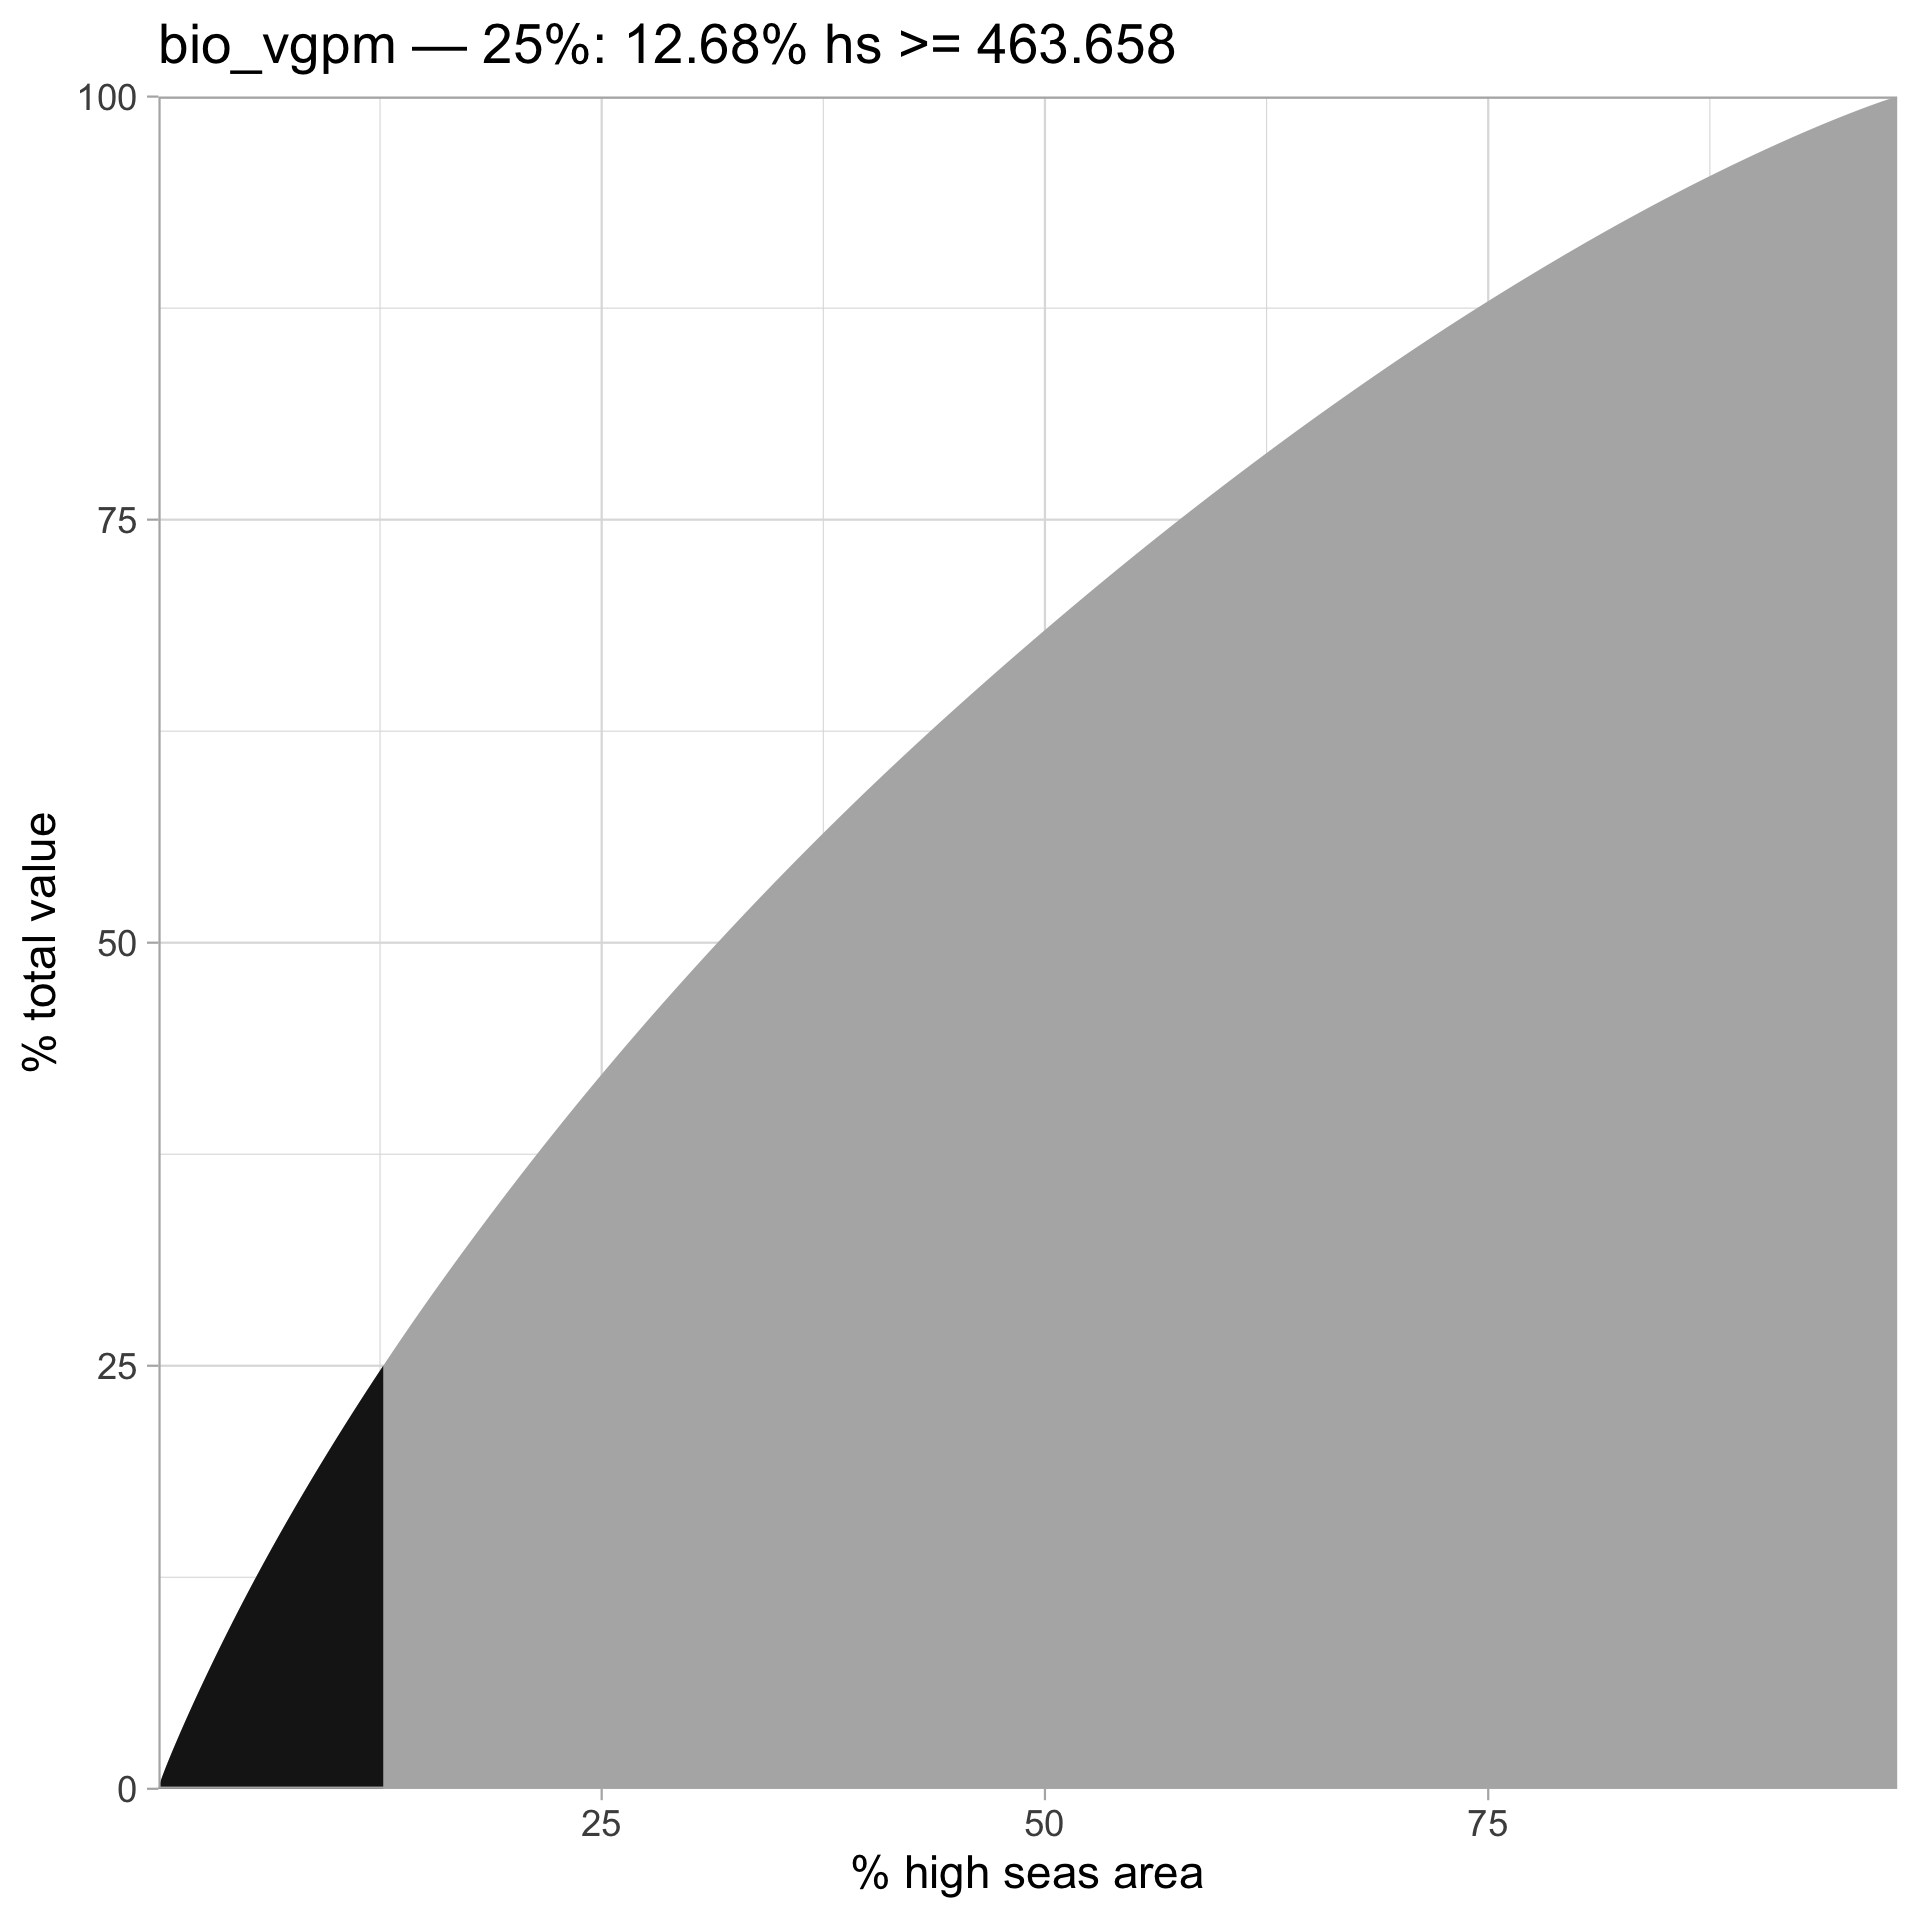 bio_vgpm — 25%: 12.68% hs >= 463.658
100
75
50
25
0
% total value
25 50 75
% high seas area